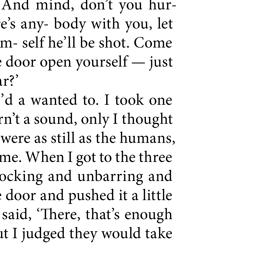 And mind, don't you hur-
e's any- body with you, let
m- self he'll be shot. Come
door open yourself — just
ar?'
'd a wanted to. I took one
rn't a sound, only I thought
were as still as the humans,
me. When I got to the three
ocking and unbarring and
door and pushed it a little
said, 'There, that's enough
ut I judged they would take